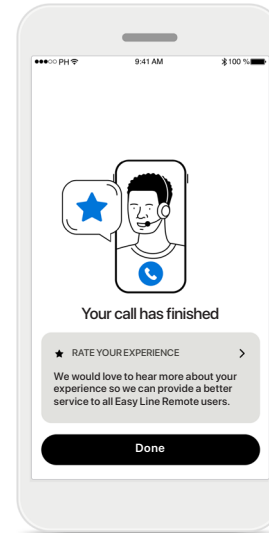 PH 9:41 AM 100 %
Your call has finished
RATE YOUR EXPERIENCE
We would love to hear more about your
experience so we can provide a better
service to all Easy Line Remote users.
Done